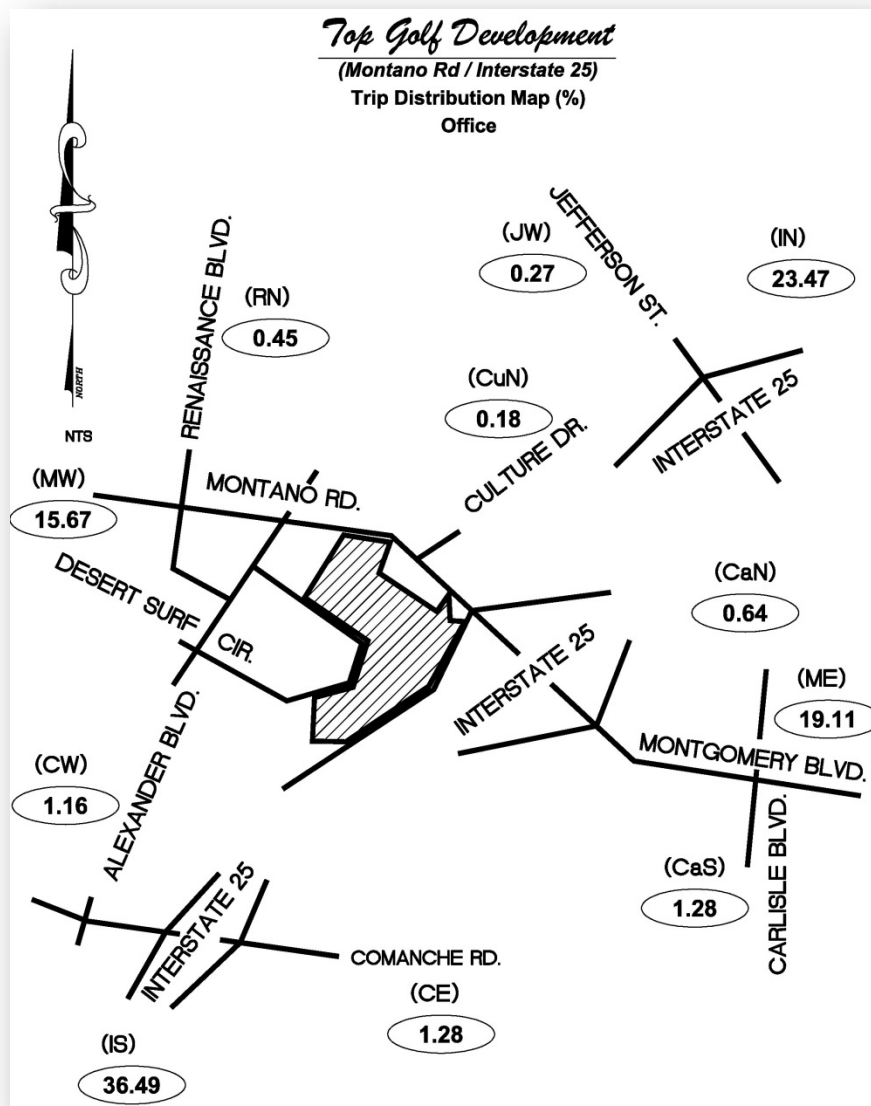 Top Golf Development
(Montano Rd / Interstate 25)
Trip Distribution Map (%)
Office
NORTH
NTS
RENAISSANCE BLVD.
(RN)
0.45
(JW)
0.27
JEFFERSON ST.
(IN)
23.47
INTERSTATE 25
(CuN)
0.18
CULTURE DR.
(MW)
15.67
MONTANO RD.
DESERT SURF CIR.
(CaN)
0.64
INTERSTATE 25
(ME)
19.11
MONTGOMERY BLVD.
(CW)
1.16
ALEXANDER BLVD.
(CaS)
1.28
CARLISLE BLVD.
INTERSTATE 25
COMANCHE RD.
(CE)
1.28
(IS)
36.49